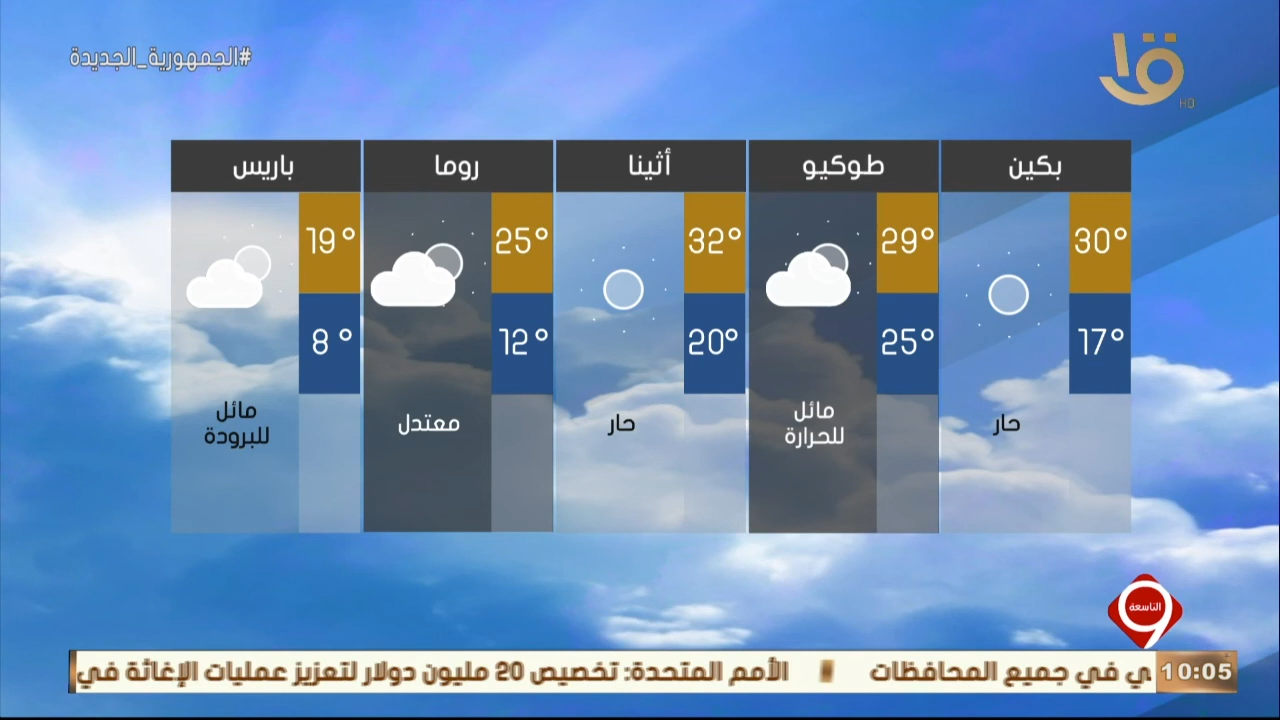 #الجمهورية_الجديدة
HD
بكين
30°
17°
حار
طوكيو
29°
25°
مائل
للحرارة
أثينا
32°
20°
حار
روما
25°
12°
معتدل
باريس
19°
8°
مائل
للبرودة
التاسعة
9
10:05
ي في جميع المحافظات
الأمم المتحدة: تخصيص 20 مليون دولار لتعزيز عمليات الإغاثة في